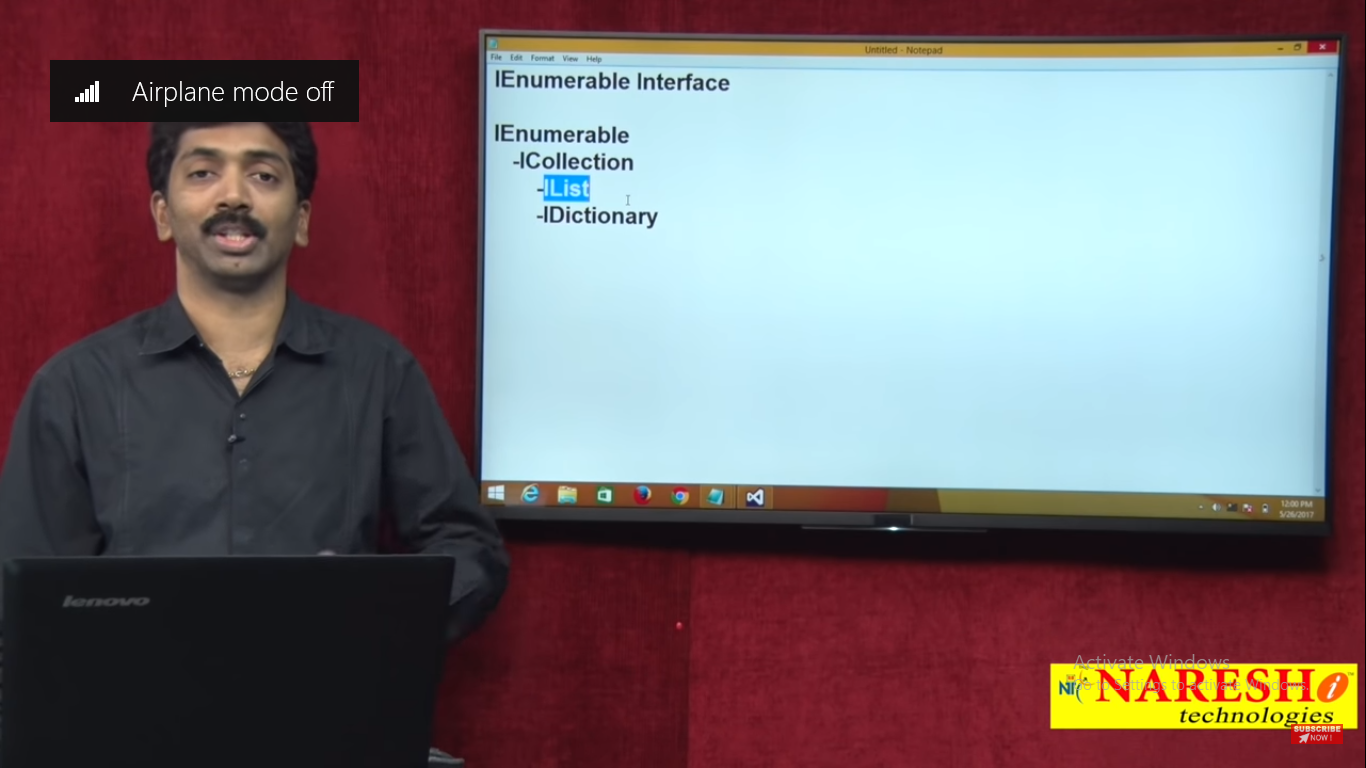 Airplane mode off
Untitled - Notepad
File Edit Format View Help
IEnumerable Interface
IEnumerable
-ICollection
-IList
-IDictionary
12:00 PM
5/26/2017
lenovo
Activate Windows
Go to Settings to activate Windows.
NARESH i
technologies
SUBSCRIBE
NOW !